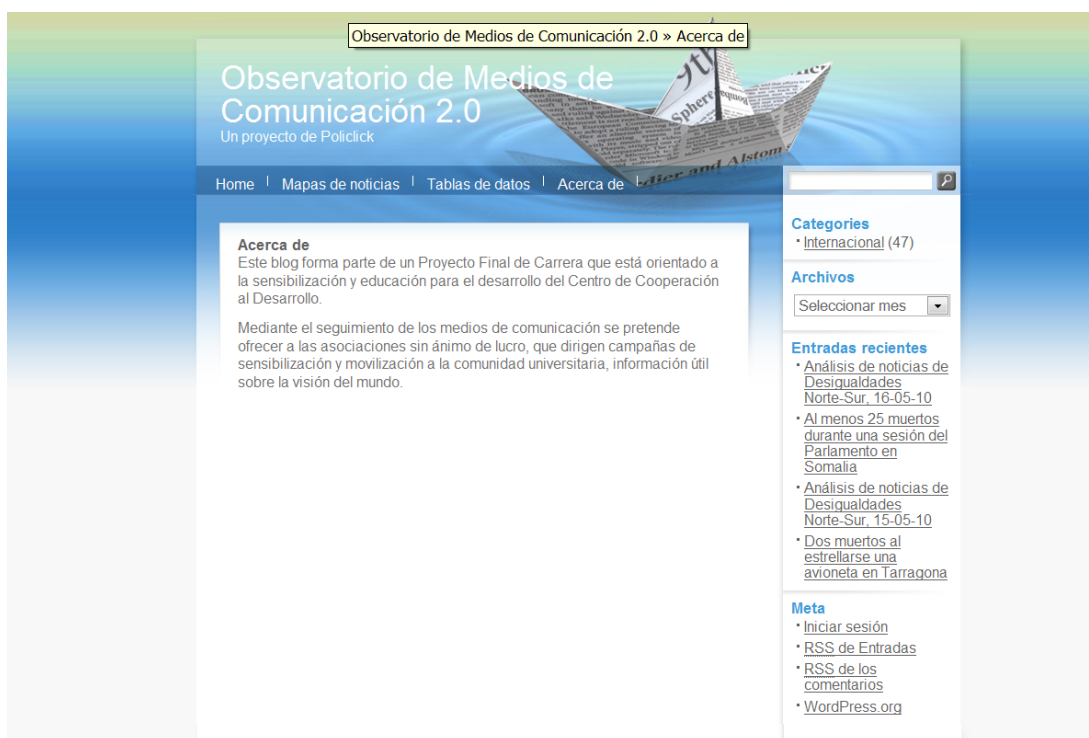 Observatorio de Medios de Comunicación 2.0 » Acerca de
Observatorio de Medios de
Comunicación 2.0
Un proyecto de Policlick
Home
Mapas de noticias
Tablas de datos
Acerca de
Acerca de
Este blog forma parte de un Proyecto Final de Carrera que está orientado a
la sensibilización y educación para el desarrollo del Centro de Cooperación
al Desarrollo.
Mediante el seguimiento de los medios de comunicación se pretende
ofrecer a las asociaciones sin ánimo de lucro, que dirigen campañas de
sensibilización y movilización a la comunidad universitaria, información útil
sobre la visión del mundo.
Categories
Internacional (47)
Archivos
Seleccionar mes
Entradas recientes
Análisis de noticias de
Desigualdades
Norte-Sur, 16-05-10
Al menos 25 muertos
durante una sesión del
Parlamento en
Somalia
Análisis de noticias de
Desigualdades
Norte-Sur, 15-05-10
Dos muertos al
estrellarse una
avioneta en Tarragona
Meta
Iniciar sesión
RSS de Entradas
RSS de los
comentarios
WordPress.org